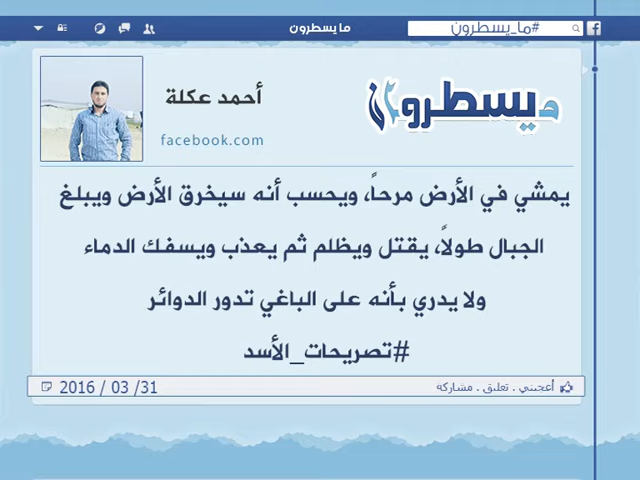 ما يسطرون
#ما_يسطرون
أحمد عكلة
facebook.com
ما يسطرون
يمشي في الأرض مرحاً، ويحسب أنه سيخرق الأرض ويبلغ
الجبال طولاً، يقتل ويظلم ثم يعذب ويسفك الدماء
ولا يدري بأنه على الباغي تدور الدوائر
#تصريحات_الأسد
أعجبني . تعليق . مشاركة
2016 / 03 /31